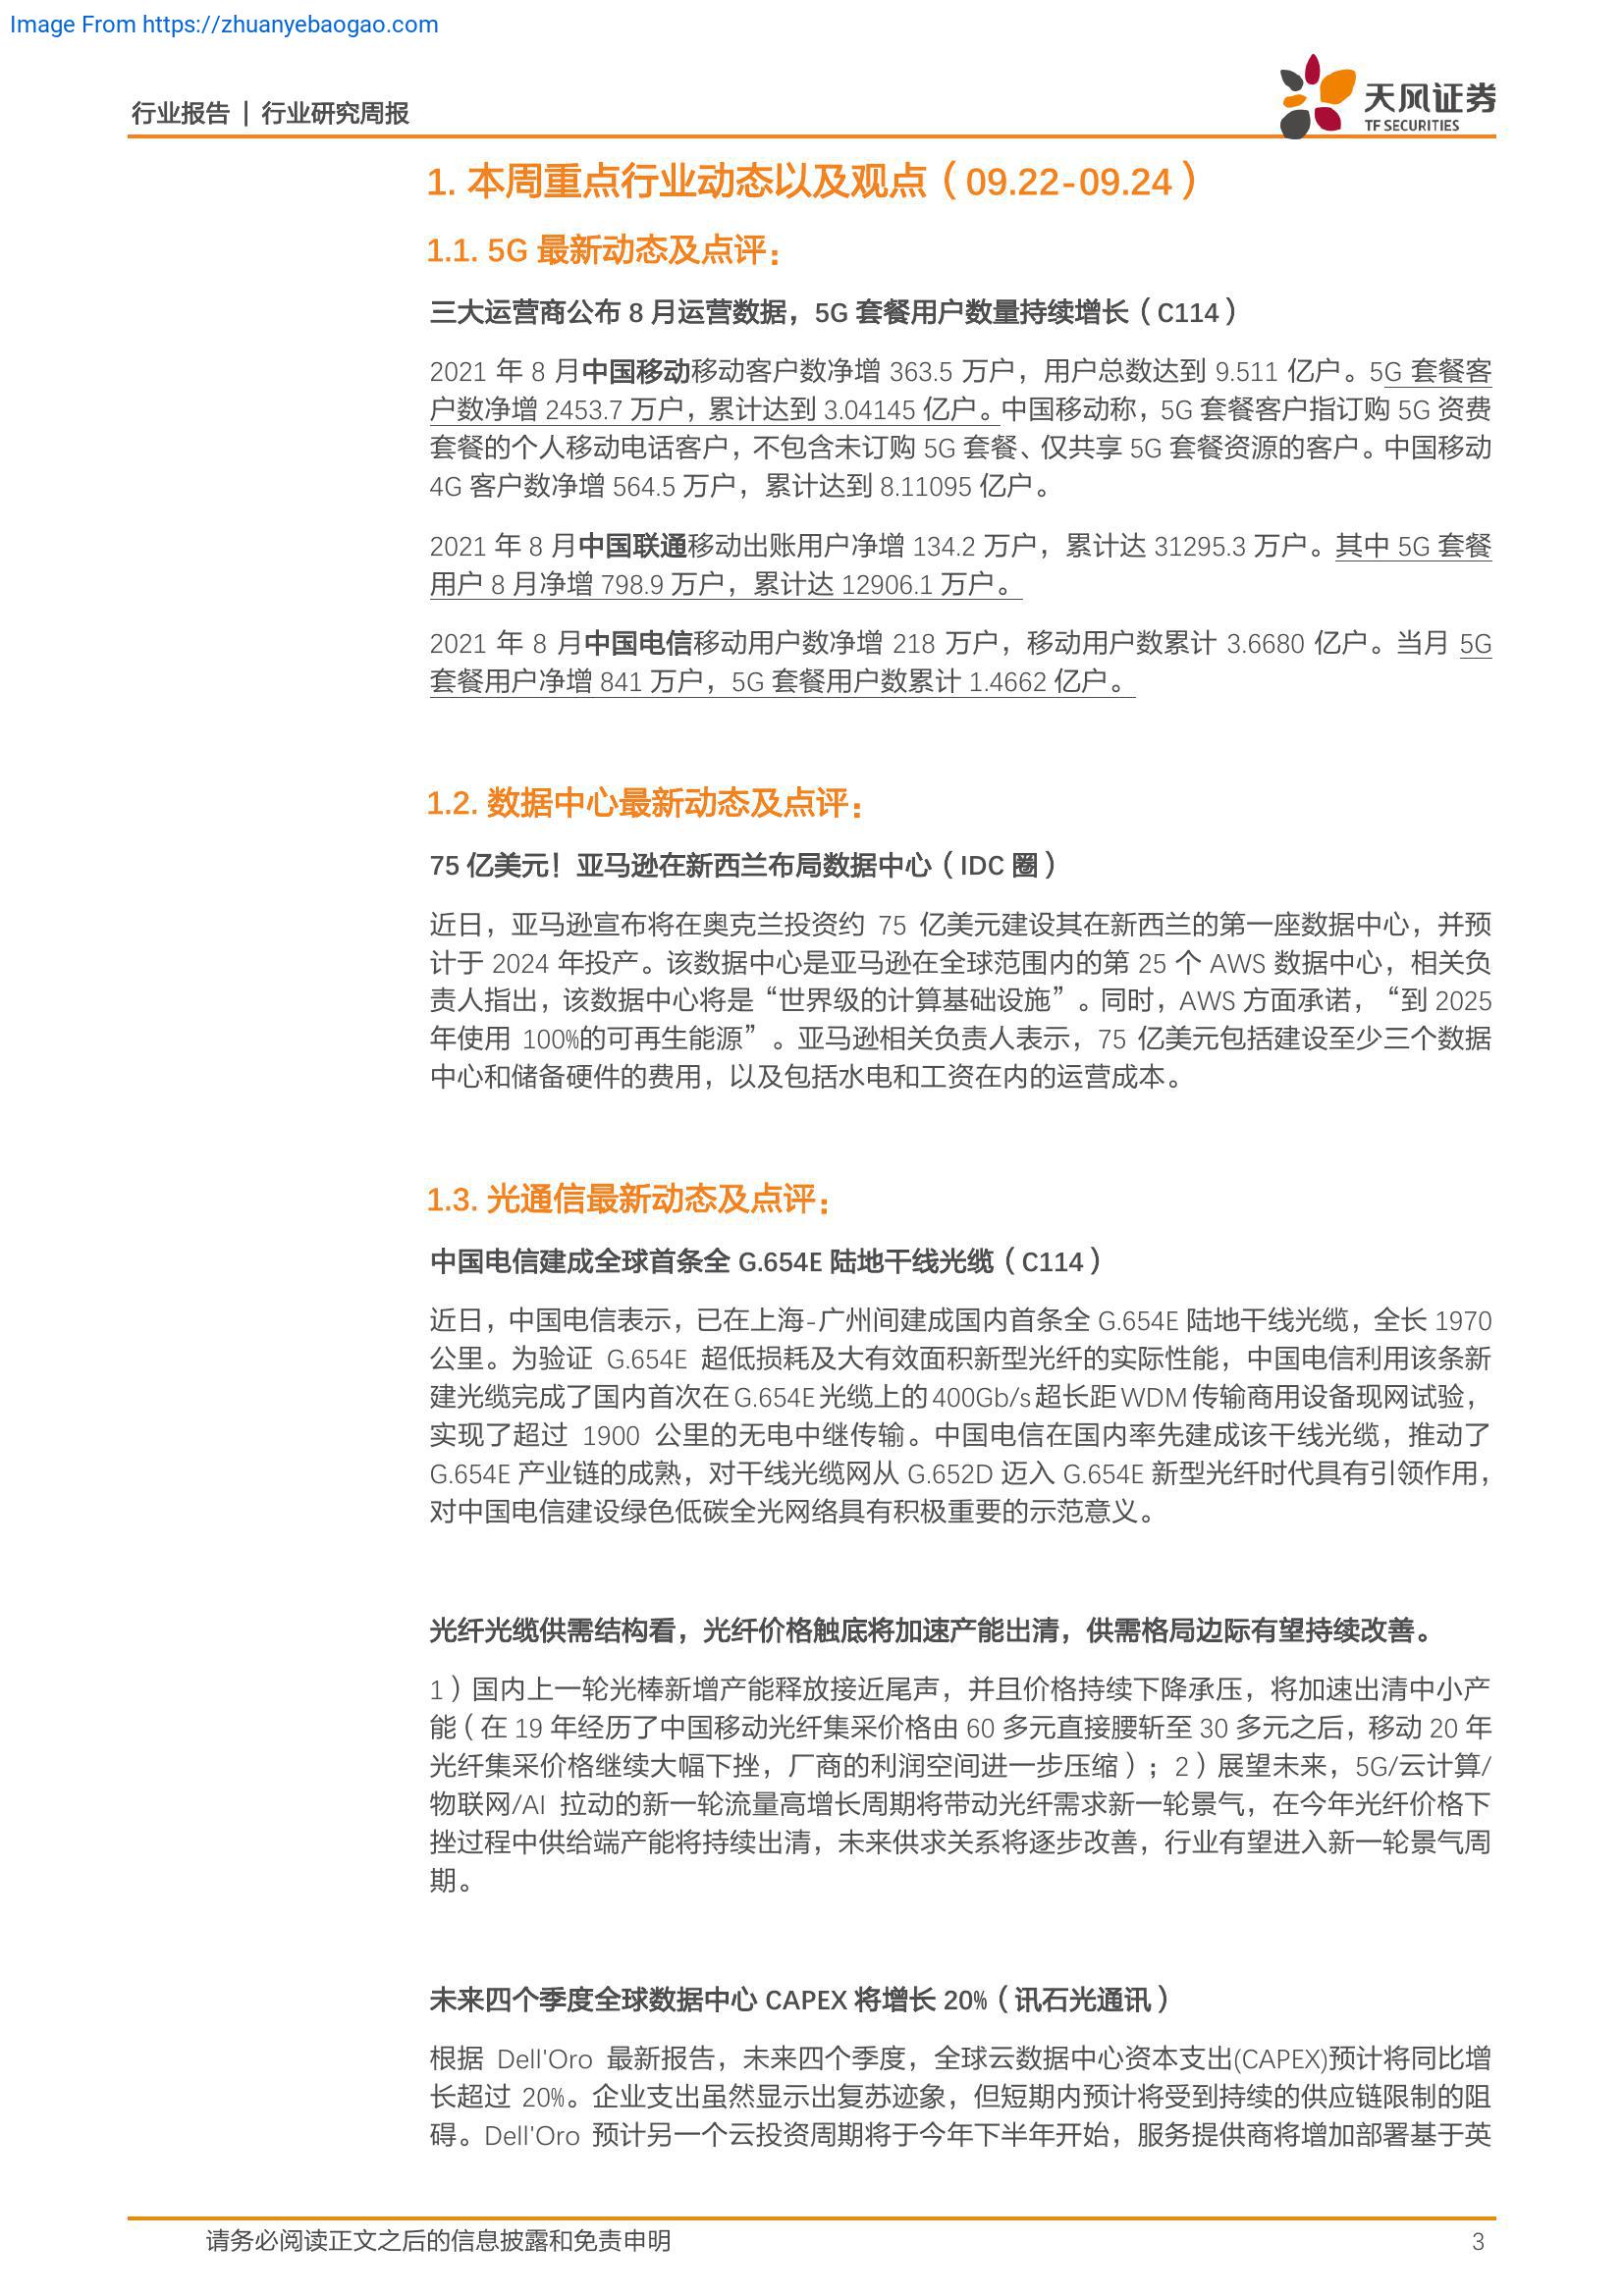 Image From https://zhuanyebaogao.com
行业报告 | 行业研究周报
天风证券
TF SECURITIES
1. 本周重点行业动态以及观点（09.22-09.24）
1.1. 5G 最新动态及点评：
三大运营商公布 8 月运营数据，5G 套餐用户数量持续增长（C114）
2021 年 8 月中国移动移动客户数净增 363.5 万户，用户总数达到 9.511 亿户。5G 套餐客
户数净增 2453.7 万户，累计达到 3.04145 亿户。中国移动称，5G 套餐客户指订购 5G 资费
套餐的个人移动电话客户，不包含未订购 5G 套餐、仅共享 5G 套餐资源的客户。中国移动
4G 客户数净增 564.5 万户，累计达到 8.11095 亿户。
2021 年 8 月中国联通移动出账用户净增 134.2 万户，累计达 31295.3 万户。其中 5G 套餐
用户 8 月净增 798.9 万户，累计达 12906.1 万户。
2021 年 8 月中国电信移动用户数净增 218 万户，移动用户数累计 3.6680 亿户。当月 5G
套餐用户净增 841 万户，5G 套餐用户数累计 1.4662 亿户。
1.2. 数据中心最新动态及点评：
75 亿美元！亚马逊在新西兰布局数据中心（IDC 圈）
近日，亚马逊宣布将在奥克兰投资约 75 亿美元建设其在新西兰的第一座数据中心，并预
计于 2024 年投产。该数据中心是亚马逊在全球范围内的第 25 个 AWS 数据中心，相关负
责人指出，该数据中心将是“世界级的计算基础设施”。同时，AWS 方面承诺，“到 2025
年使用 100%的可再生能源”。亚马逊相关负责人表示，75 亿美元包括建设至少三个数据
中心和储备硬件的费用，以及包括水电和工资在内的运营成本。
1.3. 光通信最新动态及点评：
中国电信建成全球首条全 G.654E 陆地干线光缆（C114）
近日，中国电信表示，已在上海-广州间建成国内首条全 G.654E 陆地干线光缆，全长 1970
公里。为验证 G.654E 超低损耗及大有效面积新型光纤的实际性能，中国电信利用该条新
建光缆完成了国内首次在 G.654E 光缆上的 400Gb/s 超长距 WDM 传输商用设备现网试验，
实现了超过 1900 公里的无电中继传输。中国电信在国内率先建成该干线光缆，推动了
G.654E 产业链的成熟，对干线光缆网从 G.652D 迈入 G.654E 新型光纤时代具有引领作用，
对中国电信建设绿色低碳全光网络具有积极重要的示范意义。
光纤光缆供需结构看，光纤价格触底将加速产能出清，供需格局边际有望持续改善。
1）国内上一轮光棒新增产能释放接近尾声，并且价格持续下降承压，将加速出清中小产
能（在 19 年经历了中国移动光纤集采价格由 60 多元直接腰斩至 30 多元之后，移动 20 年
光纤集采价格继续大幅下挫，厂商的利润空间进一步压缩）；2）展望未来，5G/云计算/
物联网/AI 拉动的新一轮流量高增长周期将带动光纤需求新一轮景气，在今年光纤价格下
挫过程中供给端产能将持续出清，未来供求关系将逐步改善，行业有望进入新一轮景气周
期。
未来四个季度全球数据中心 CAPEX 将增长 20%（讯石光通讯）
根据 Dell'Oro 最新报告，未来四个季度，全球云数据中心资本支出(CAPEX)预计将同比增
长超过 20%。企业支出虽然显示出复苏迹象，但短期内预计将受到持续的供应链限制的阻
碍。Dell'Oro 预计另一个云投资周期将于今年下半年开始，服务提供商将增加部署基于英
请务必阅读正文之后的信息披露和免责申明
3